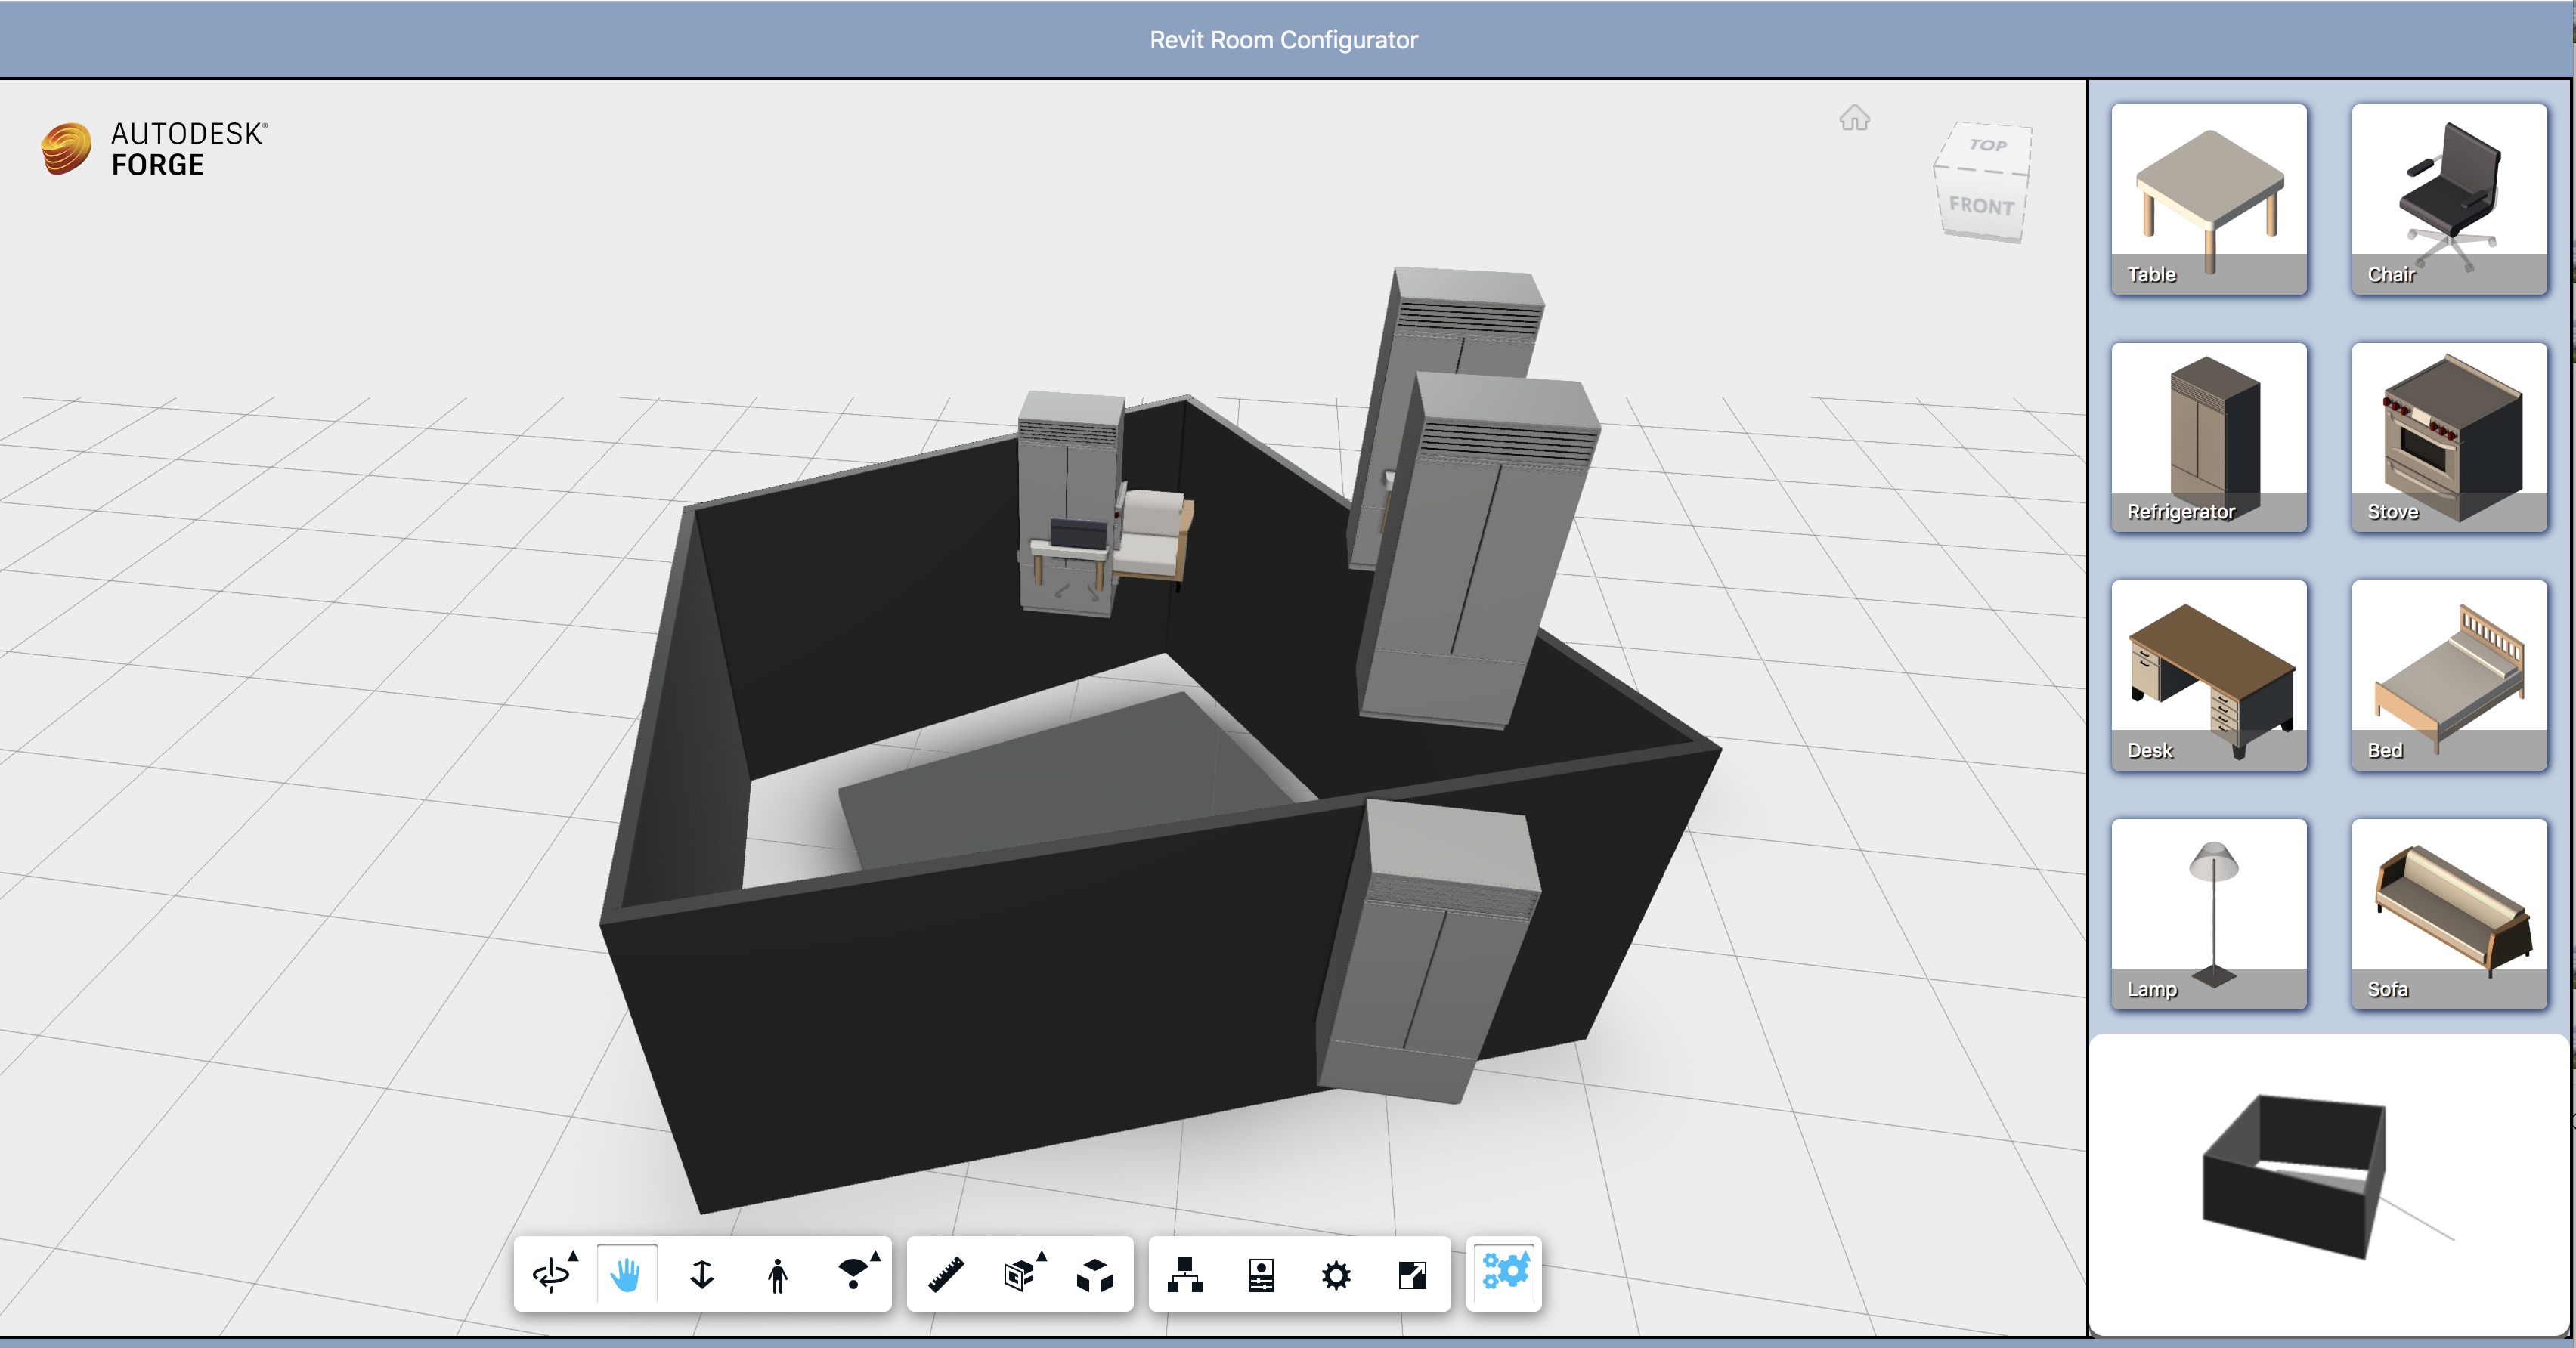 Revit Room Configurator
AUTODESK®
FORGE
TOP
FRONT
Table
Chair
Refrigerator
Stove
Desk
Bed
Lamp
Sofa